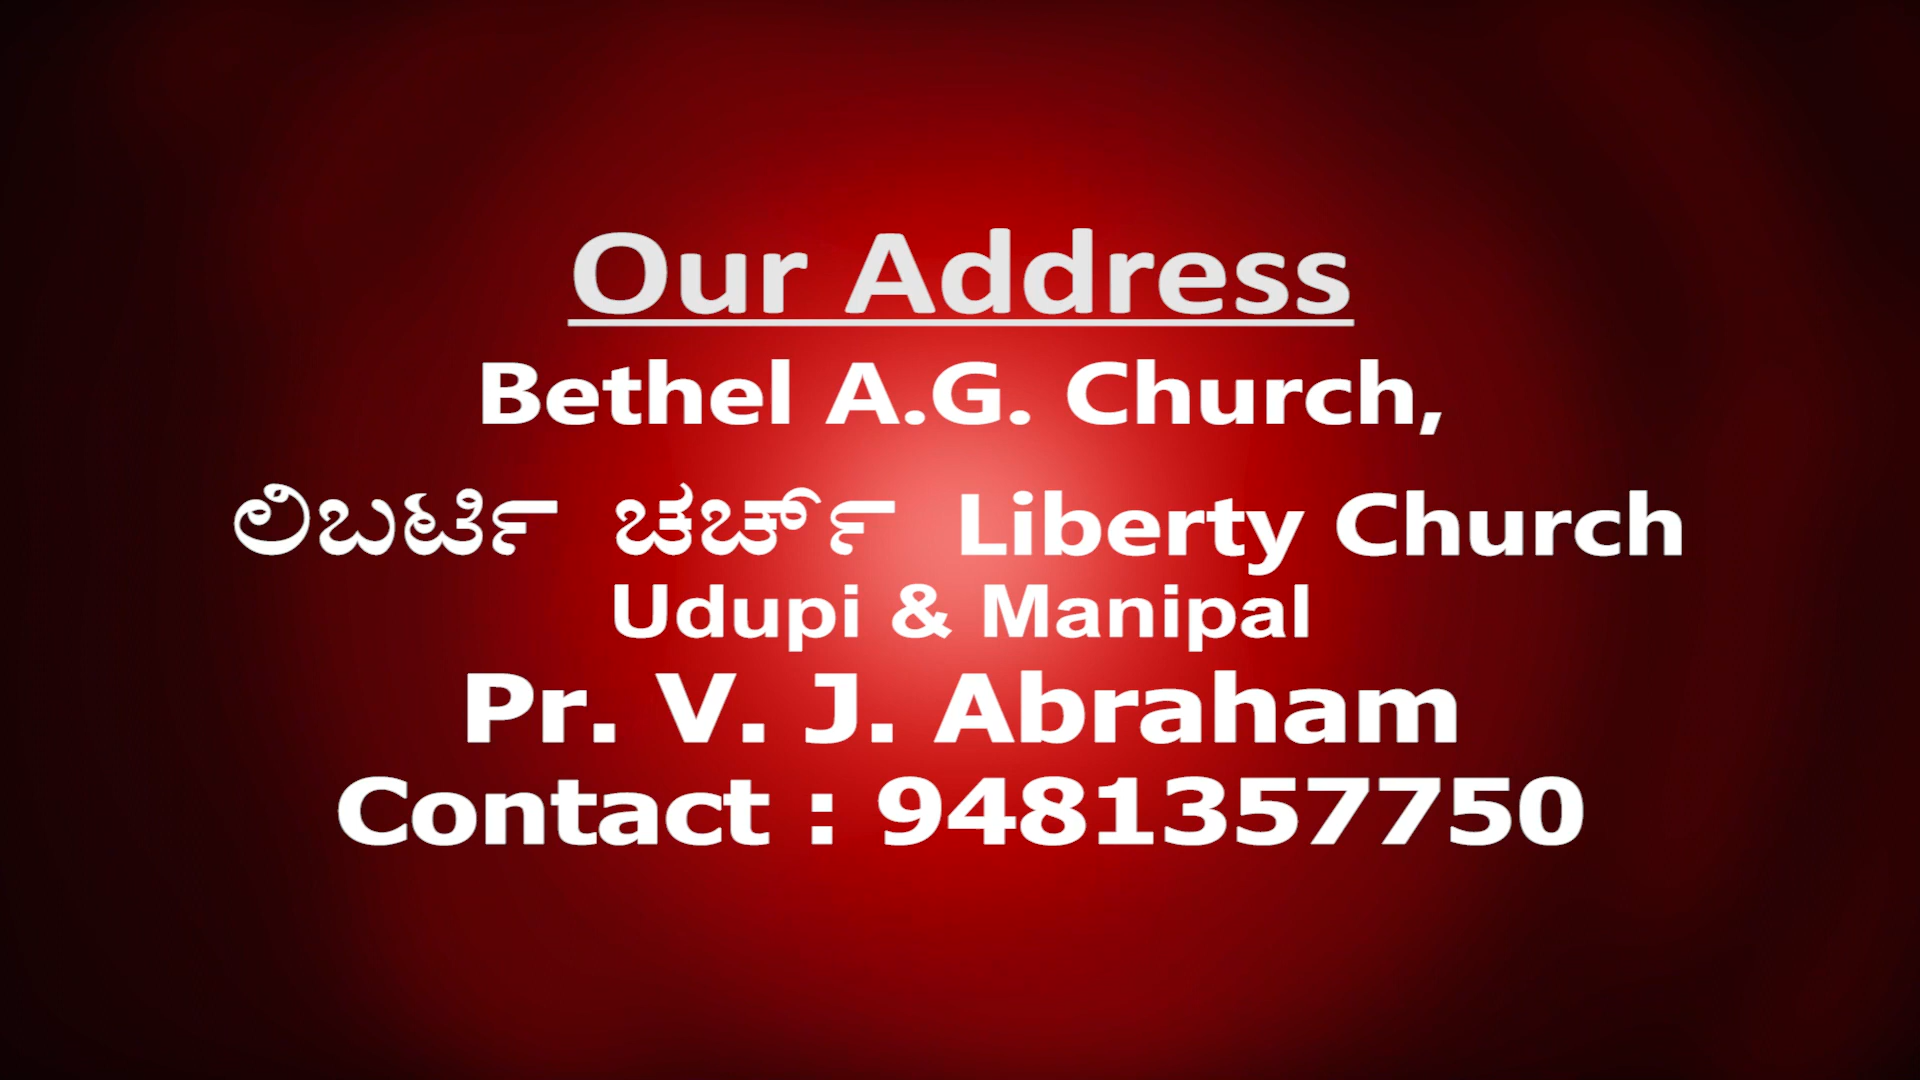 Our Address
Bethel A.G. Church,
ಲಿಬರ್ಟಿ ಚರ್ಚ್ Liberty Church
Udupi & Manipal
Pr. V. J. Abraham
Contact : 9481357750